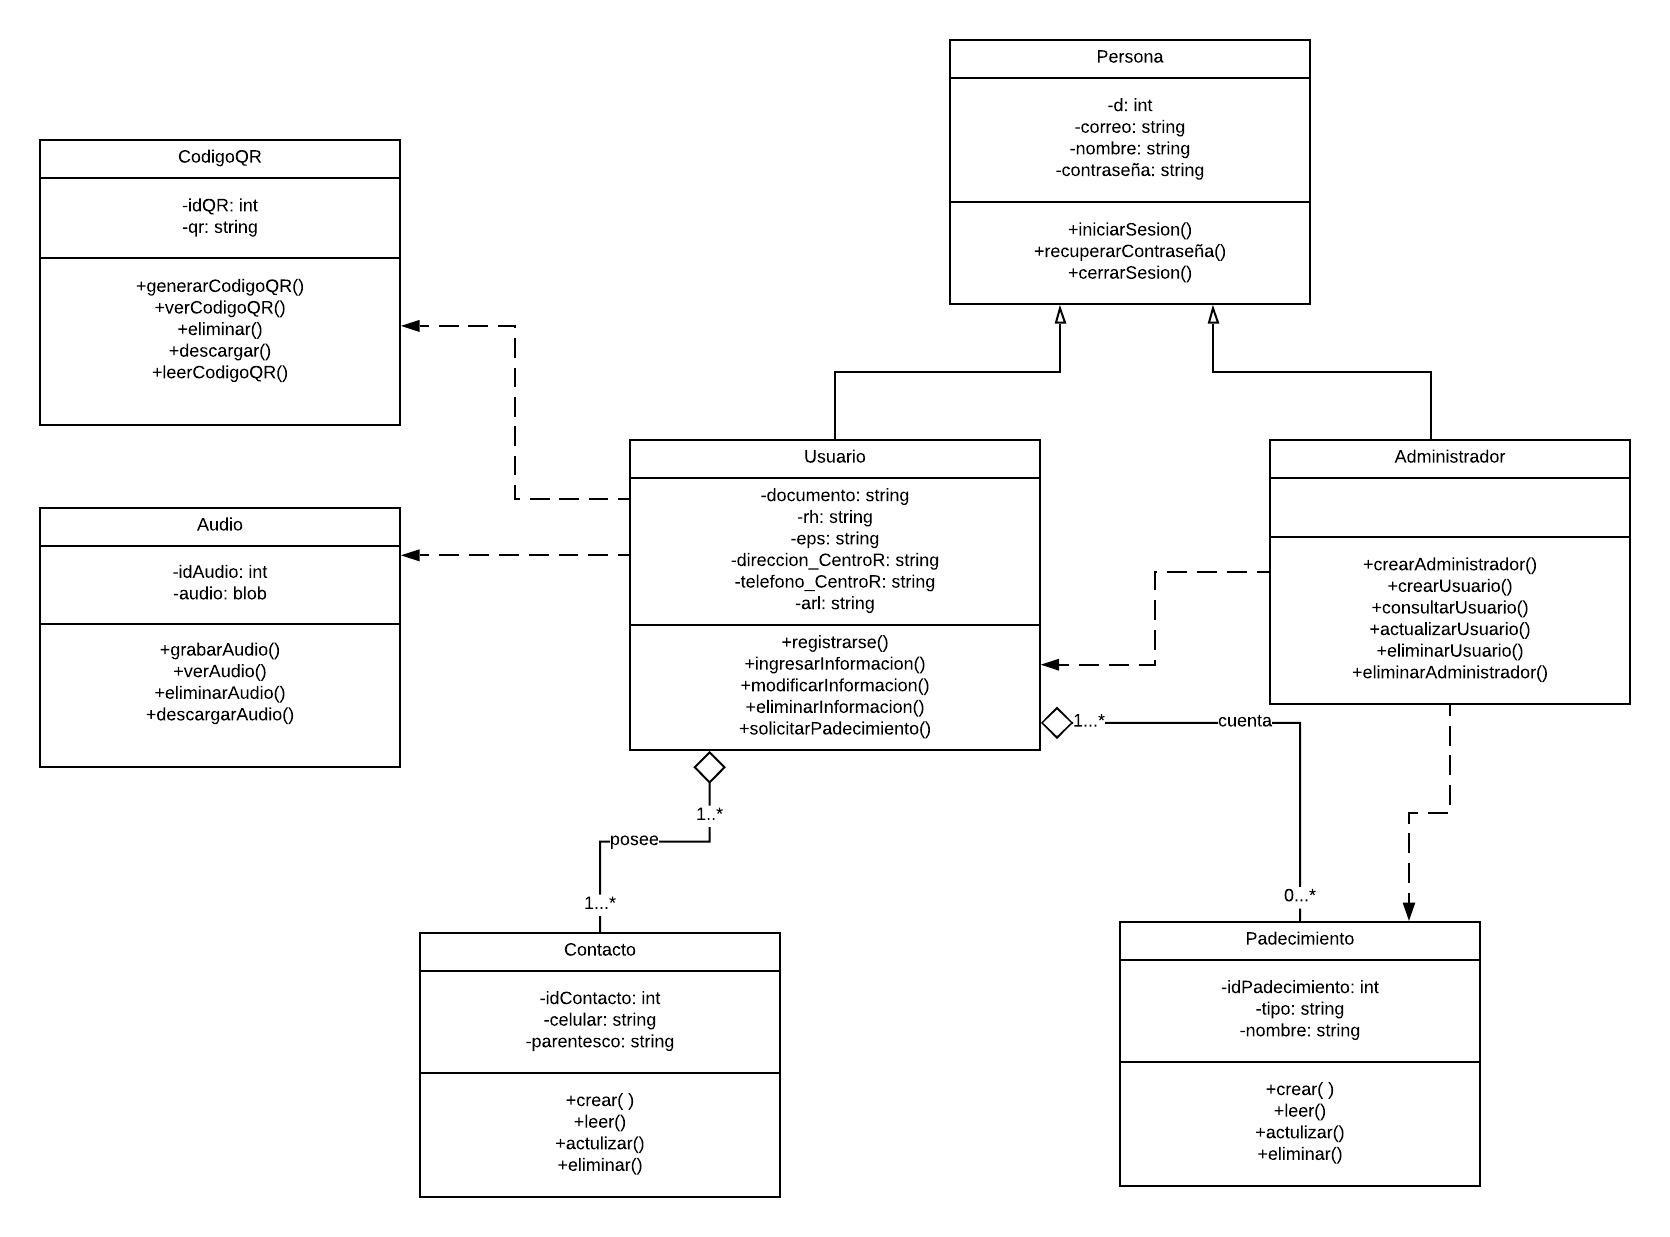 Persona
-d: int
-correo: string
-nombre: string
-contraseña: string
+iniciarSesion()
+recuperarContraseña()
+cerrarSesion()
CodigoQR
-idQR: int
-qr: string
+generarCodigoQR()
+verCodigoQR()
+eliminar()
+descargar()
+leerCodigoQR()
Usuario
-documento: string
-rh: string
-eps: string
-direccion_CentroR: string
-telefono_CentroR: string
-arl: string
+registrarse()
+ingresarInformacion()
+modificarInformacion()
+eliminarInformacion()
+solicitarPadecimiento()
Administrador
+crearAdministrador()
+crearUsuario()
+consultarUsuario()
+actualizarUsuario()
+eliminarUsuario()
+eliminarAdministrador()
Audio
-idAudio: int
-audio: blob
+grabarAudio()
+verAudio()
+eliminarAudio()
+descargarAudio()
1...*
cuenta
0...*
1..*
posee
1...*
Contacto
-idContacto: int
-celular: string
-parentesco: string
+crear( )
+leer()
+actulizar()
+eliminar()
Padecimiento
-idPadecimiento: int
-tipo: string
-nombre: string
+crear( )
+leer()
+actulizar()
+eliminar()